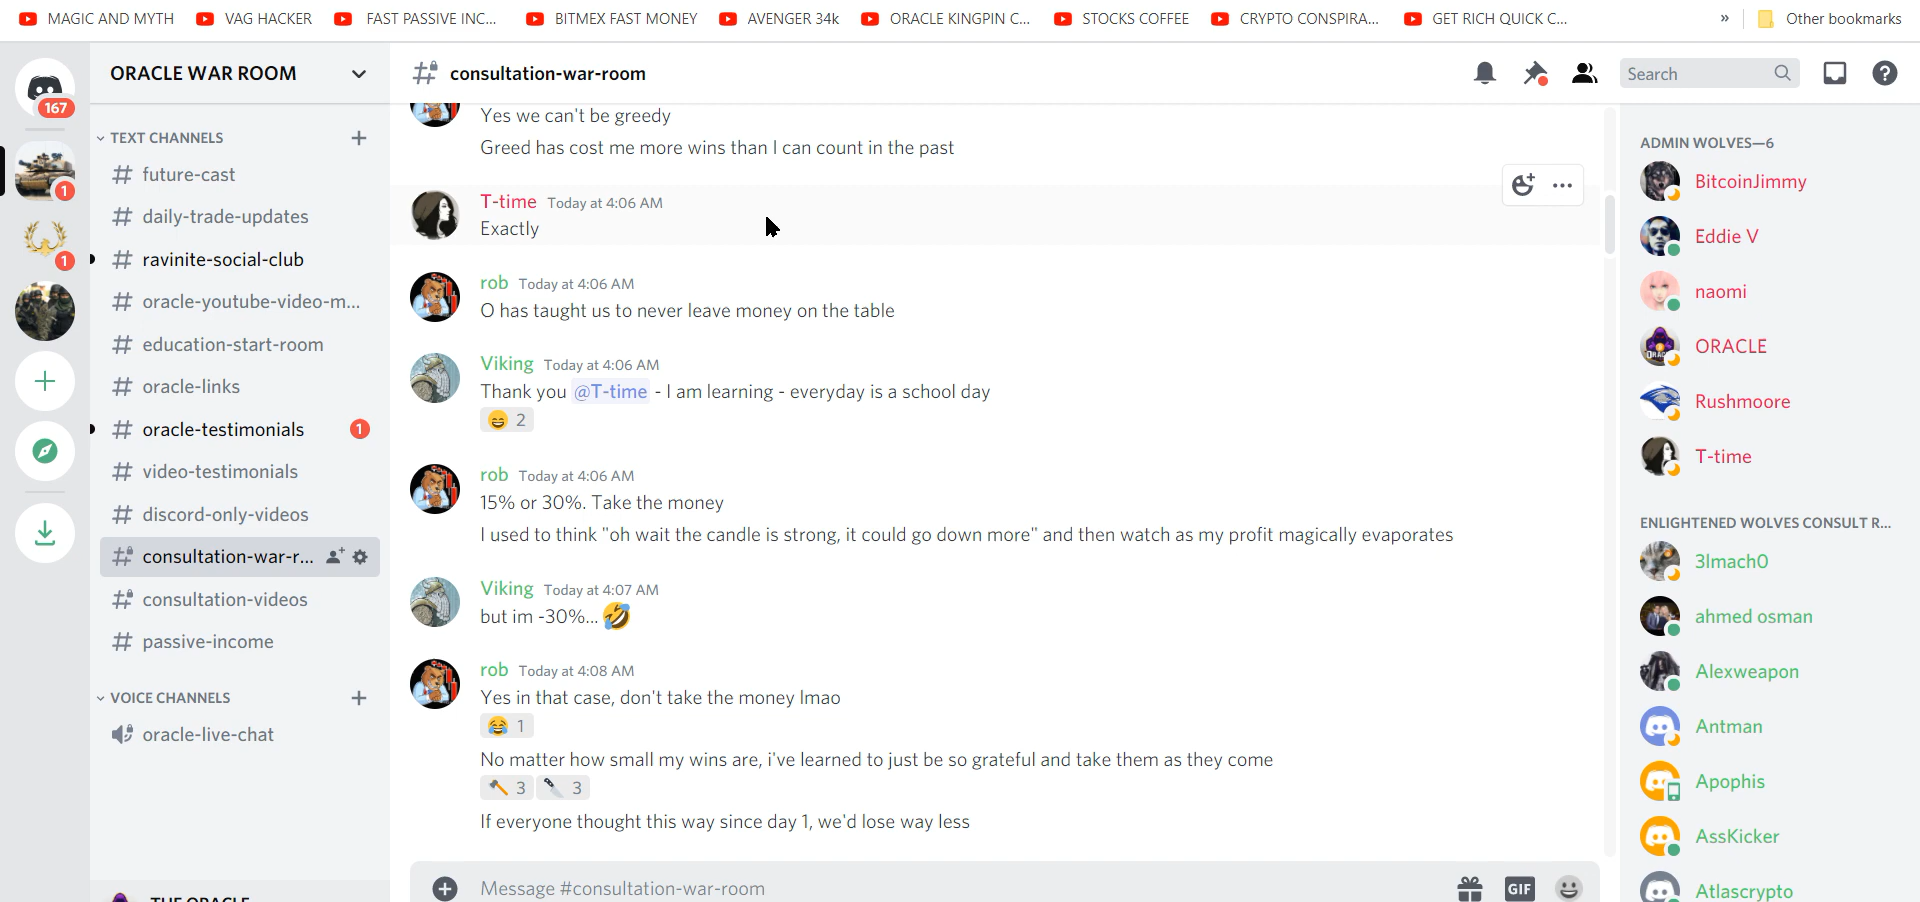 MAGIC AND MYTH
VAG HACKER
FAST PASSIVE INC...
BITMEX FAST MONEY
AVENGER 34k
ORACLE KINGPIN C...
STOCKS COFFEE
CRYPTO CONSPIRA...
GET RICH QUICK C...
»
Other bookmarks
167
1
1
ORACLE WAR ROOM
TEXT CHANNELS
future-cast
daily-trade-updates
ravinite-social-club
oracle-youtube-video-m...
education-start-room
oracle-links
oracle-testimonials 1
video-testimonials
discord-only-videos
consultation-war-r...
consultation-videos
passive-income
VOICE CHANNELS
oracle-live-chat
THE ORACLE
consultation-war-room
Search
Yes we can't be greedy
Greed has cost me more wins than I can count in the past
T-time Today at 4:06 AM
Exactly
rob Today at 4:06 AM
O has taught us to never leave money on the table
Viking Today at 4:06 AM
Thank you @T-time - I am learning - everyday is a school day
2
rob Today at 4:06 AM
15% or 30%. Take the money
I used to think "oh wait the candle is strong, it could go down more" and then watch as my profit magically evaporates
Viking Today at 4:07 AM
but im -30%...
rob Today at 4:08 AM
Yes in that case, don't take the money lmao
1
No matter how small my wins are, i've learned to just be so grateful and take them as they come
3 3
If everyone thought this way since day 1, we'd lose way less
Message #consultation-war-room
GIF
ADMIN WOLVES—6
BitcoinJimmy
Eddie V
naomi
ORACLE
Rushmoore
T-time
ENLIGHTENED WOLVES CONSULT R...
3lmach0
ahmed osman
Alexweapon
Antman
Apophis
AssKicker
Atlascrypto